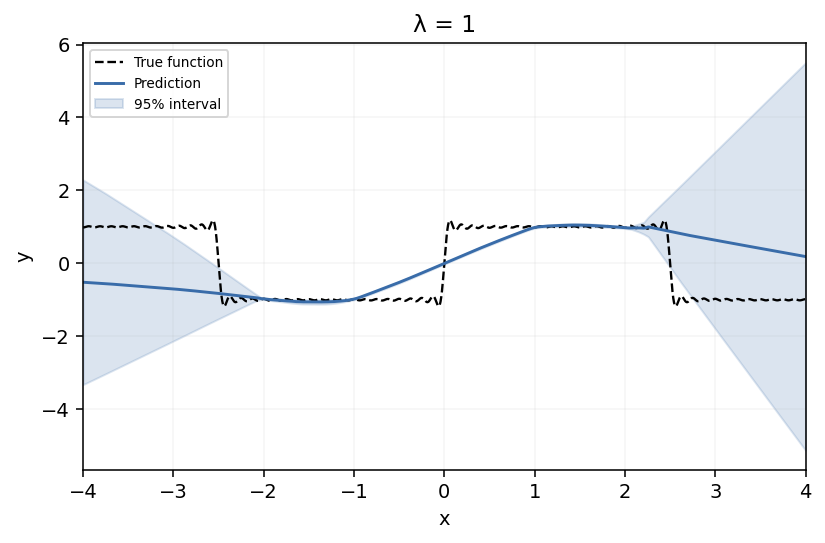 λ = 1
True function
Prediction
95% interval
6
4
2
0
−2
−4
y
−4 −3 −2 −1 0 1 2 3 4
x